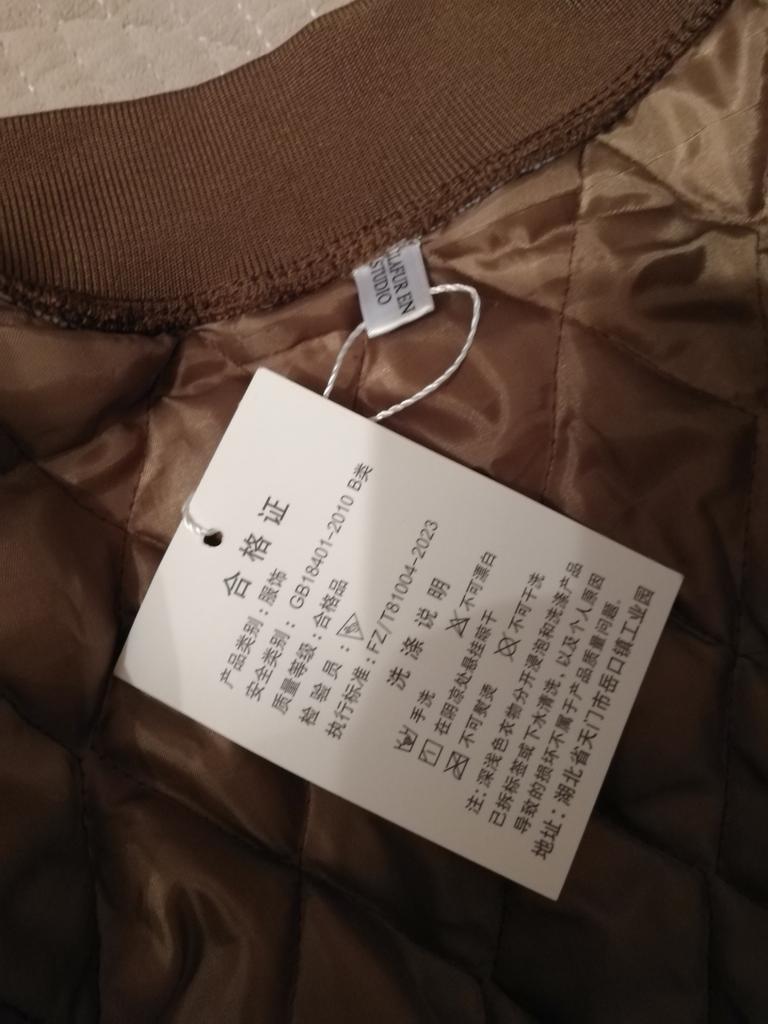 LAFUR EN
STUDIO
合格证
产品类别：服饰
安全类别：GB18401-2010 B类
质量等级：合格品
检验员：
执行标准：FZ/T81004-2023
洗涤说明
手洗 不可漂白
在阴凉处悬挂晾干
不可熨烫 不可干洗
注：深浅色衣物分开浸泡和洗涤产品
已拆标签或下水清洗，以及个人原因
导致的损坏不属于产品质量问题。
地址：湖北省天门市岳口镇工业园